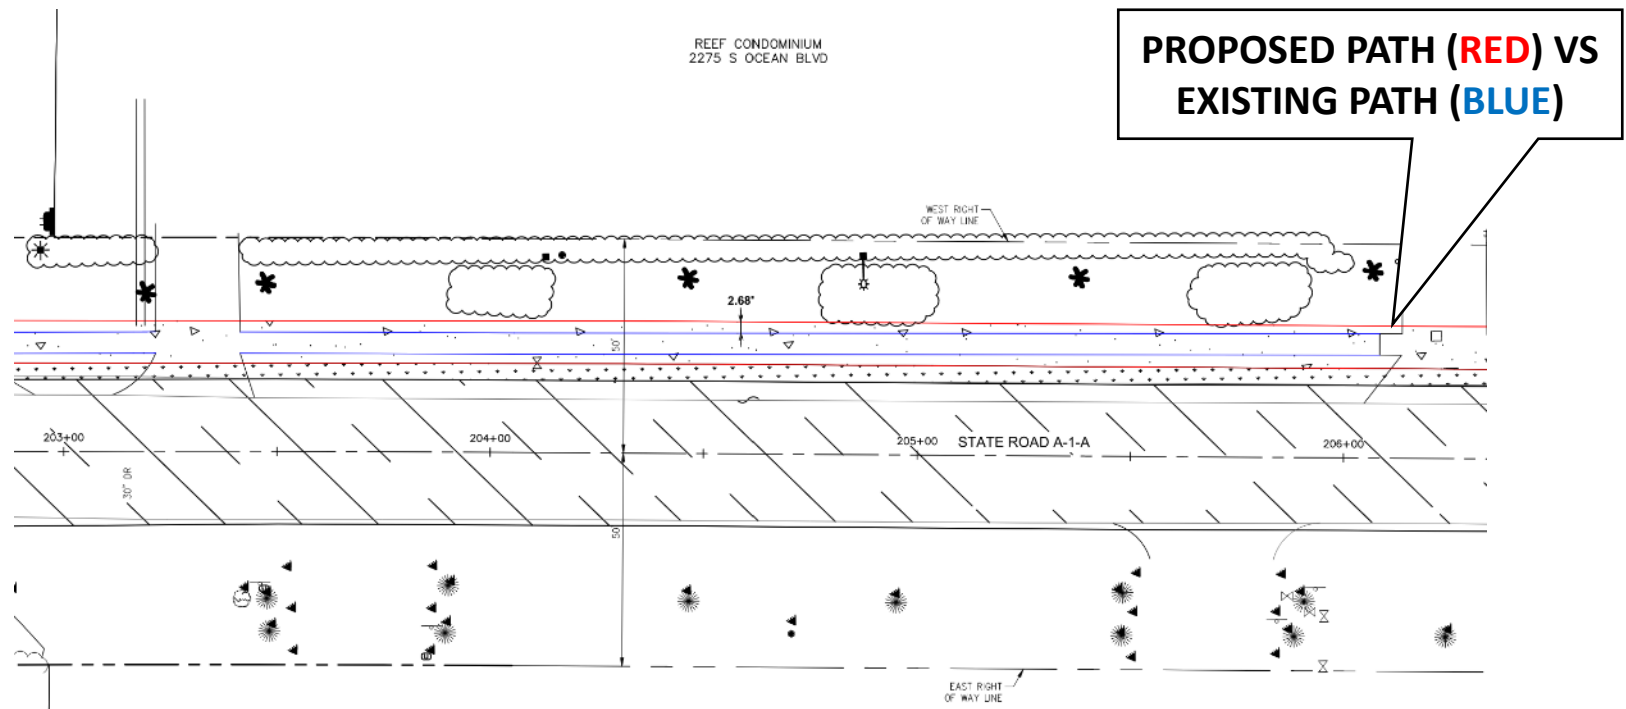 REEF CONDOMINIUM
2275 S OCEAN BLVD
PROPOSED PATH (RED) VS
EXISTING PATH (BLUE)
WEST RIGHT
OF WAY LINE
2.68'
50'
203+00
204+00
205+00
STATE ROAD A-1-A
206+00
30' DR
50'
EAST RIGHT
OF WAY LINE